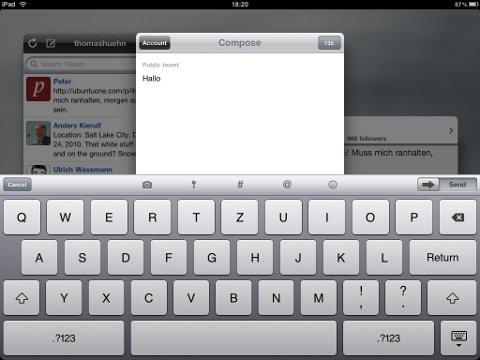 iPad 18:20 87%
thomashuehn
Account Compose 135
Search Tweets
Public tweet
Hallo
Peter
http://ubuntuone.com/p/4
mich ranhalten, morgen s
sein.
Anders Kierulf
Location: Salt Lake City. D
24, 2010. That white stuff
and on the ground? Snow
Ulrich Wassmann
666 followers
E/ Muss mich ranhalten,
Cancel # @ Send
Q W E R T Z U I O P
A S D F G H J K L Return
Y X C V B N M ! , ? .
.?123 .?123